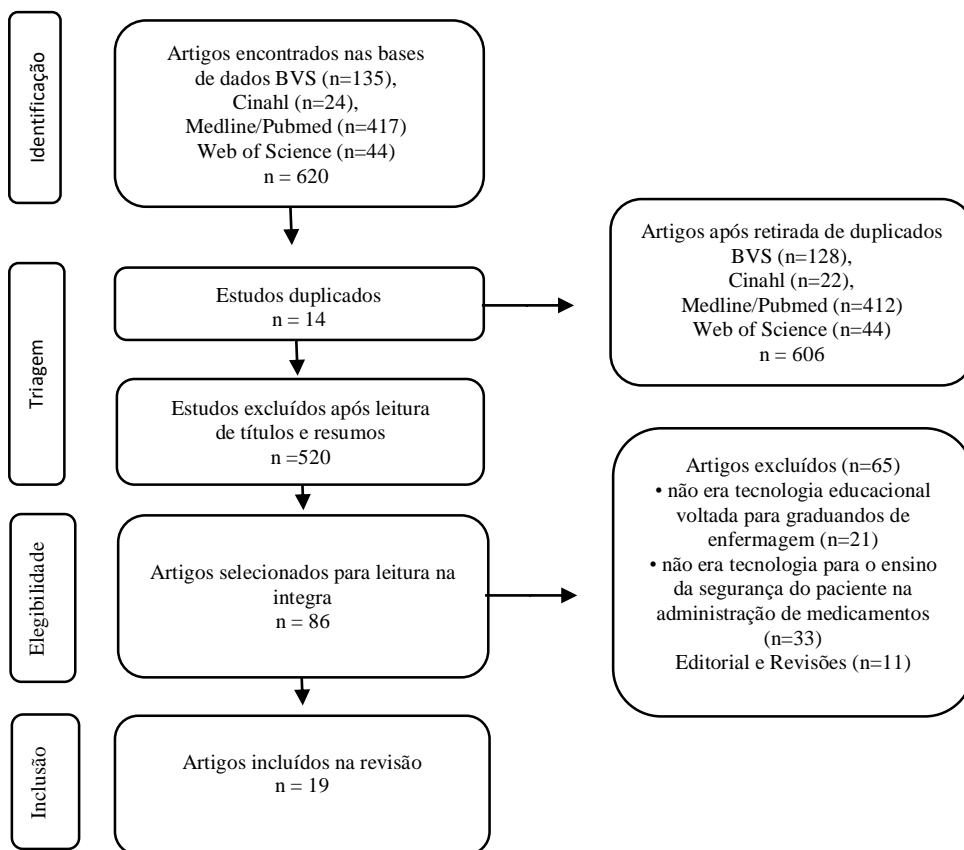 Identificação
Artigos encontrados nas bases
de dados BVS (n=135),
Cinahl (n=24),
Medline/Pubmed (n=417)
Web of Science (n=44)
n = 620
Triagem
Estudos duplicados
n = 14
Artigos após retirada de duplicados
BVS (n=128),
Cinahl (n=22),
Medline/Pubmed (n=412)
Web of Science (n=44)
n = 606
Estudos excluídos após leitura
de títulos e resumos
n =520
Elegibilidade
Artigos selecionados para leitura na
integra
n = 86
Artigos excluídos (n=65)
• não era tecnologia educacional
voltada para graduandos de
enfermagem (n=21)
• não era tecnologia para o ensino
da segurança do paciente na
administração de medicamentos
(n=33)
Editorial e Revisões (n=11)
Inclusão
Artigos incluídos na revisão
n = 19